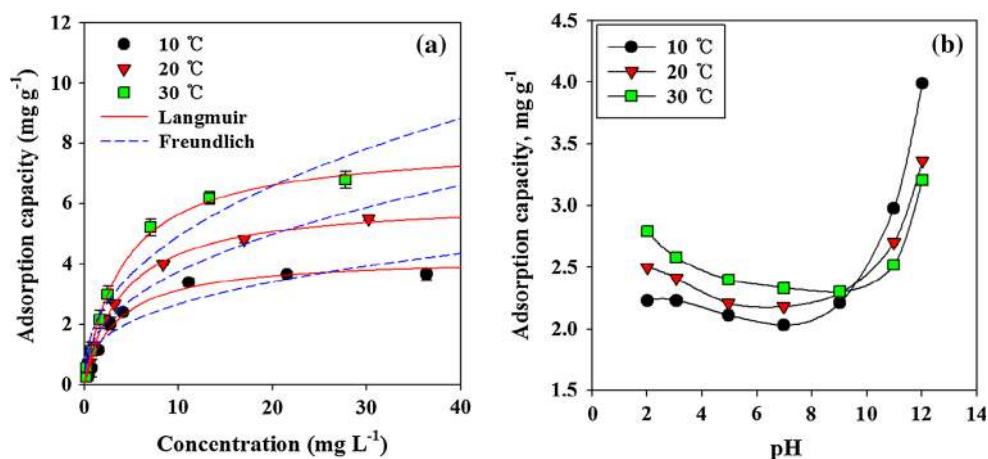 (a)
10 ℃
20 ℃
30 ℃
Langmuir
Freundlich
Adsorption capacity (mg g⁻¹)
12
10
8
6
4
2
0
0 10 20 30 40
Concentration (mg L⁻¹)
(b)
10 ℃
20 ℃
30 ℃
Adsorption capacity, mg g⁻¹
4.5
4.0
3.5
3.0
2.5
2.0
1.5
0 2 4 6 8 10 12 14
pH